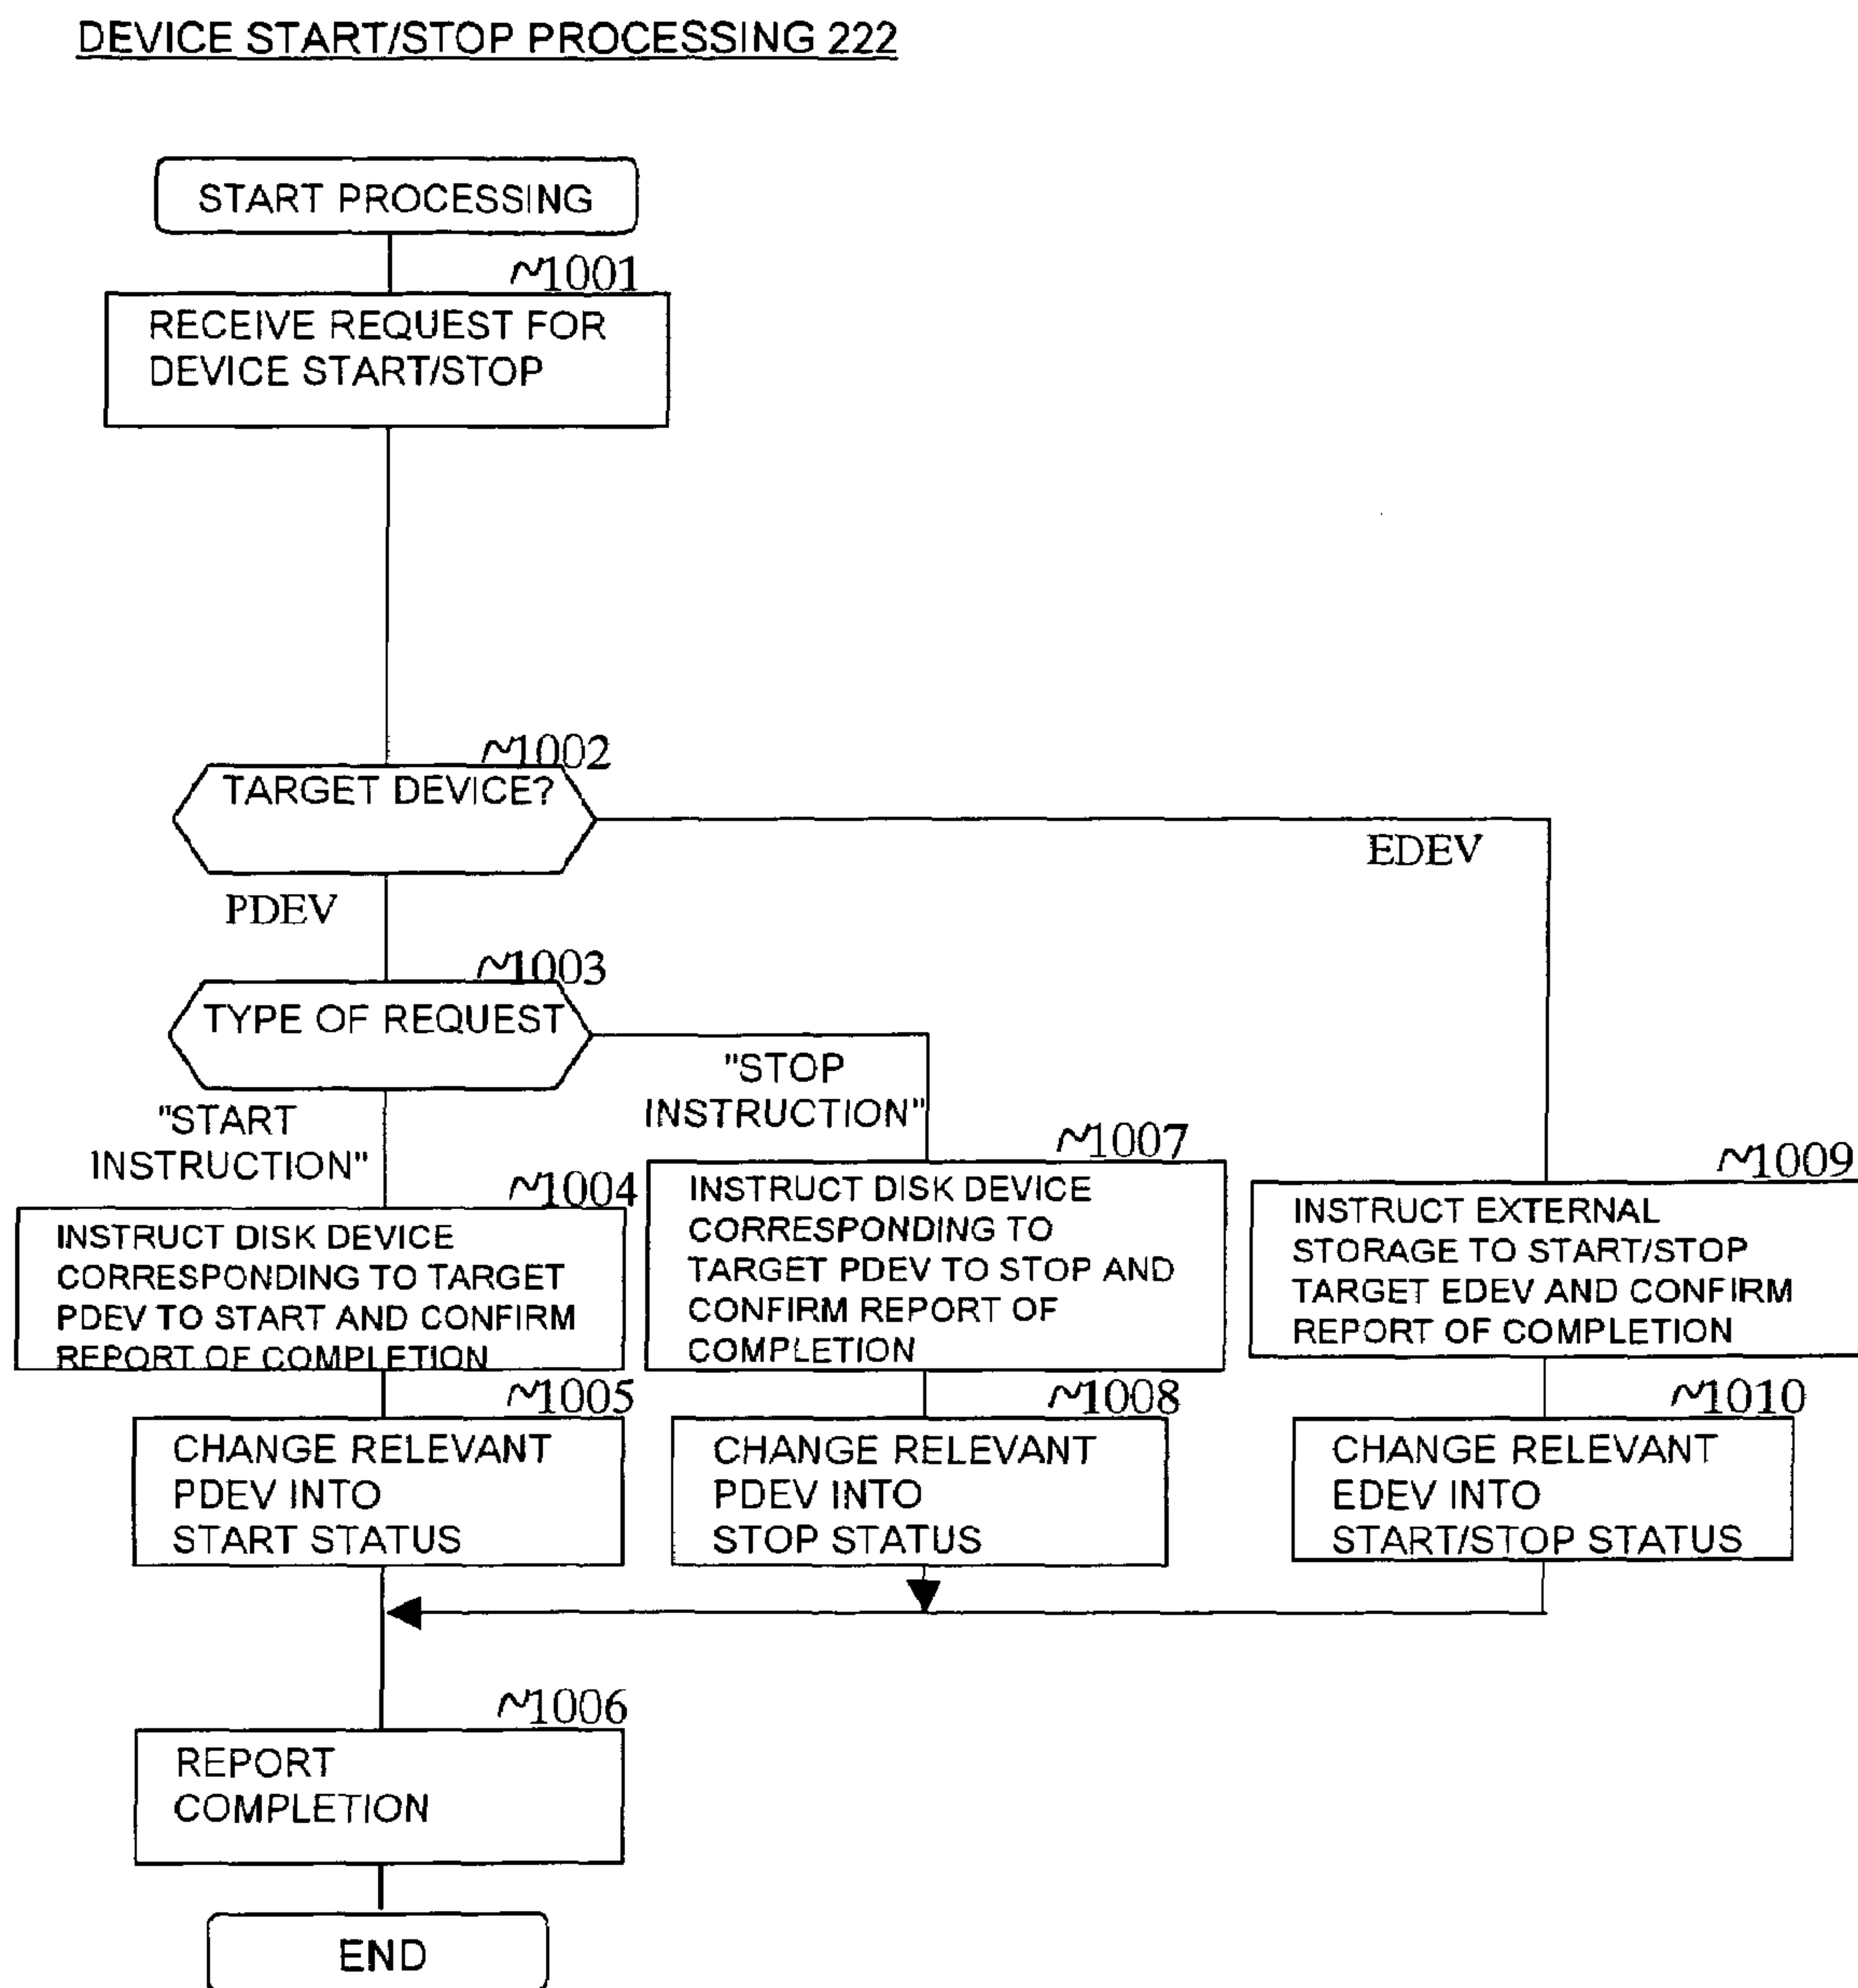 DEVICE START/STOP PROCESSING 222
START PROCESSING
~1001
RECEIVE REQUEST FOR
DEVICE START/STOP
~1002
TARGET DEVICE?
EDEV
PDEV
~1003
TYPE OF REQUEST
"STOP
INSTRUCTION"
"START
INSTRUCTION"
~1004
INSTRUCT DISK DEVICE
CORRESPONDING TO TARGET
PDEV TO START AND CONFIRM
REPORT OF COMPLETION
~1007
INSTRUCT DISK DEVICE
CORRESPONDING TO
TARGET PDEV TO STOP AND
CONFIRM REPORT OF
COMPLETION
~1009
INSTRUCT EXTERNAL
STORAGE TO START/STOP
TARGET EDEV AND CONFIRM
REPORT OF COMPLETION
~1005
CHANGE RELEVANT
PDEV INTO
START STATUS
~1008
CHANGE RELEVANT
PDEV INTO
STOP STATUS
~1010
CHANGE RELEVANT
EDEV INTO
START/STOP STATUS
~1006
REPORT
COMPLETION
END